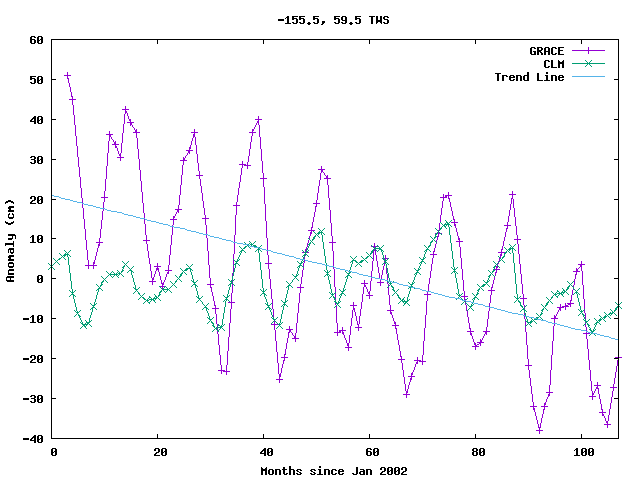 -155.5, 59.5 TWS
60
50
40
30
20
10
0
-10
-20
-30
-40
Anomaly (cm)
GRACE
CLM
Trend Line
0 20 40 60 80 100
Months since Jan 2002